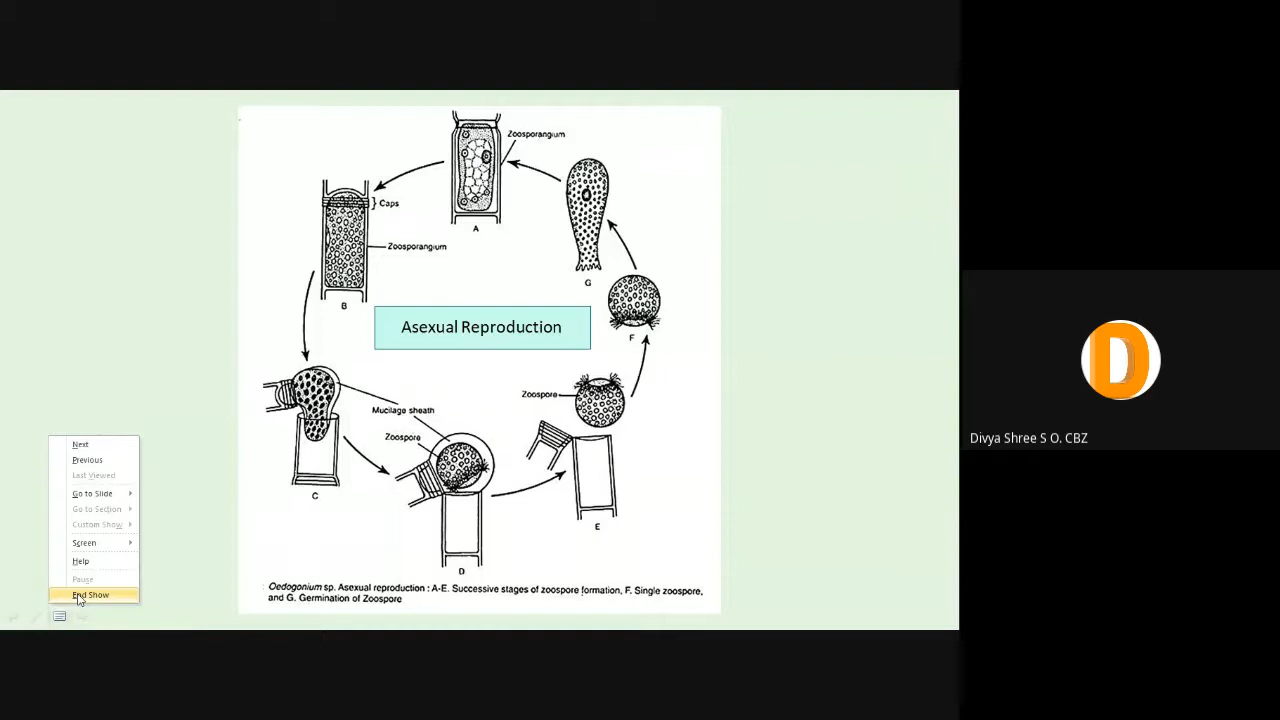 Zoosporangium
A
} Caps
Zoosporangium
B
G
Asexual Reproduction
F
Mucilage sheath
Zoospore
Zoospore
C
D
E
Oedogonium sp. Asexual reproduction : A-E. Successive stages of zoospore formation, F. Single zoospore,
and G. Germination of Zoospore
Next
Previous
Last Viewed
Go to Slide
Go to Section
Custom Show
Screen
Help
Pause
End Show
D
Divya Shree S O. CBZ